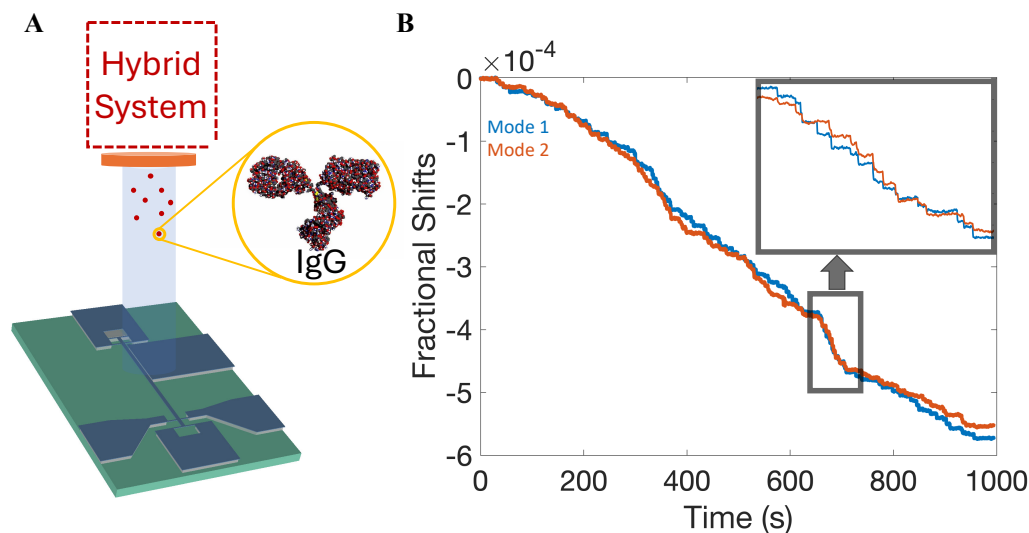 A
Hybrid
System
IgG
B
×10⁻⁴
Mode 1
Mode 2
0
-1
-2
-3
-4
-5
-6
Fractional Shifts
0 200 400 600 800 1000
Time (s)